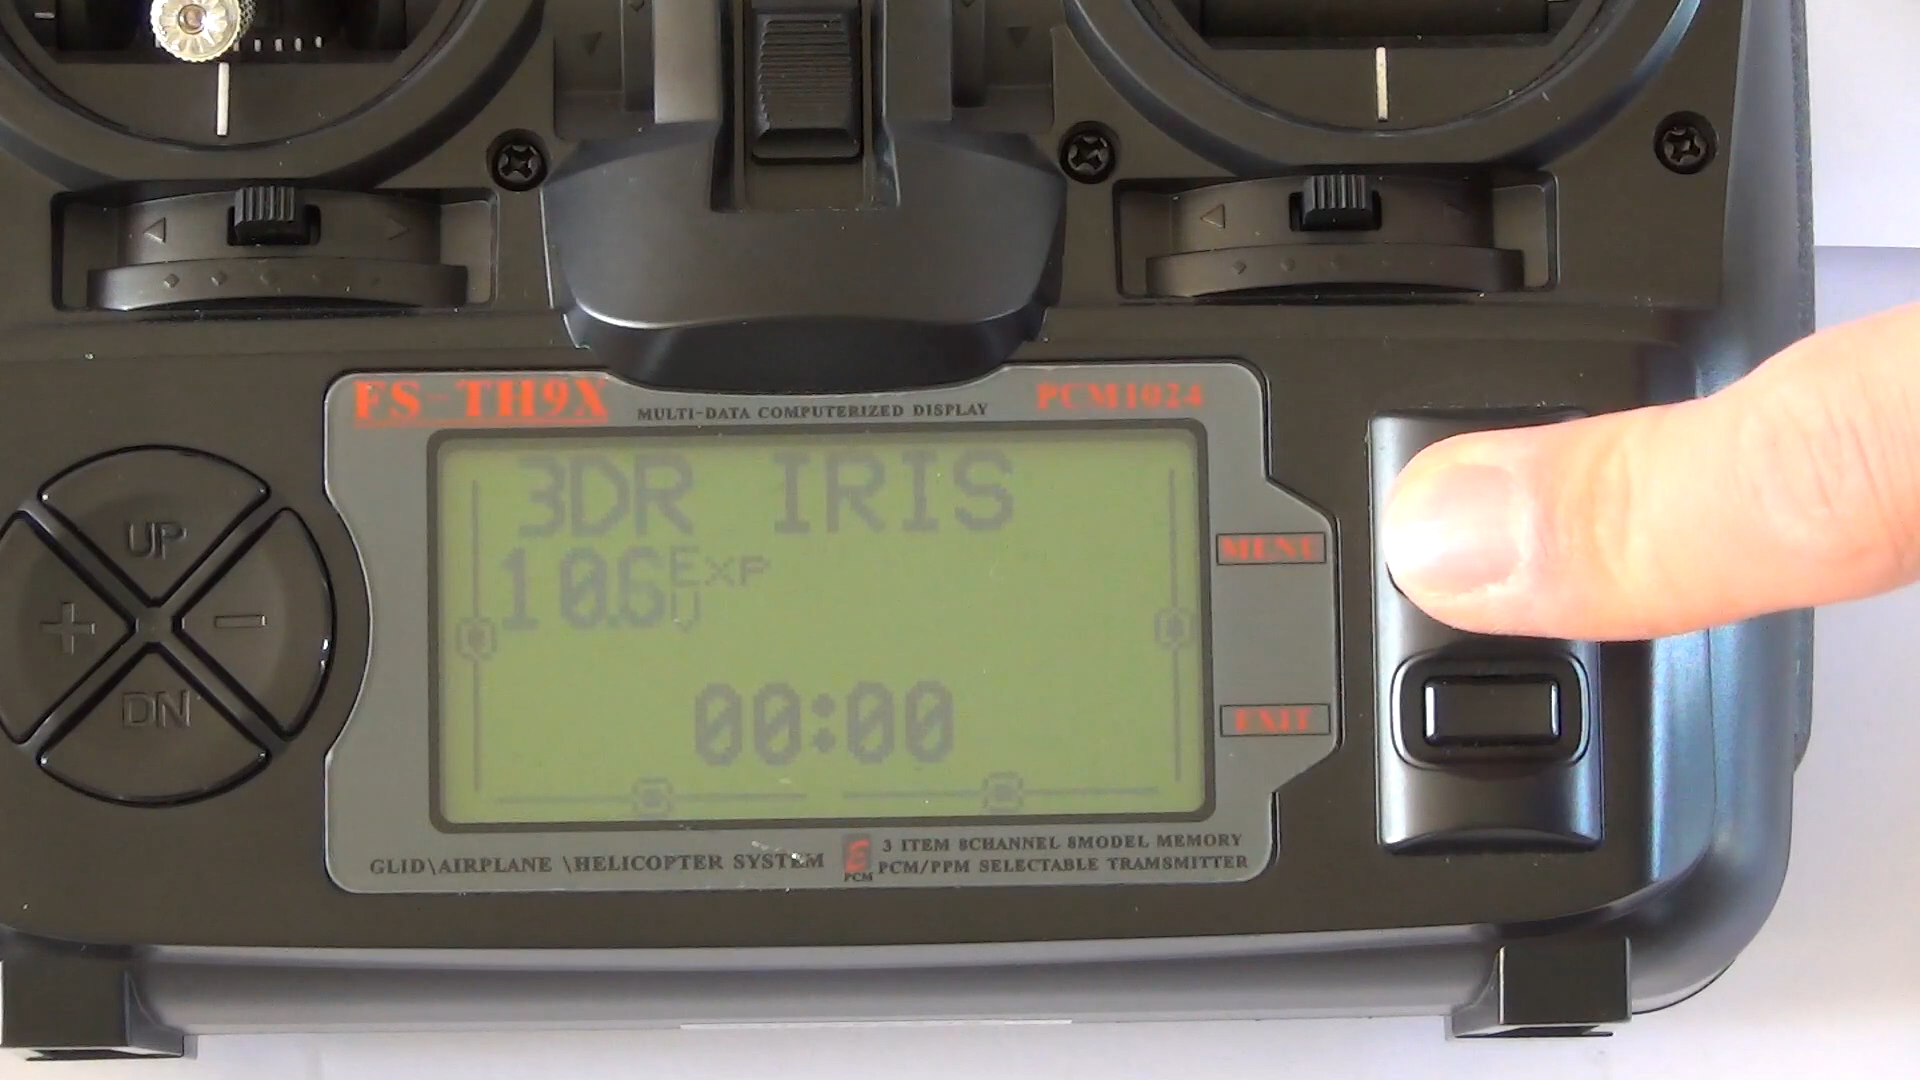 FS-TH9X MULTI-DATA COMPUTERIZED DISPLAY PCM1024
3DR IRIS
10.6 Exp
V
00:00
MENU
EXIT
UP
+ −
DN
GLID\AIRPLANE \HELICOPTER SYSTEM
E
PCM
3 ITEM 8CHANNEL 8MODEL MEMORY
PCM/PPM SELECTABLE TRAMSMITTER